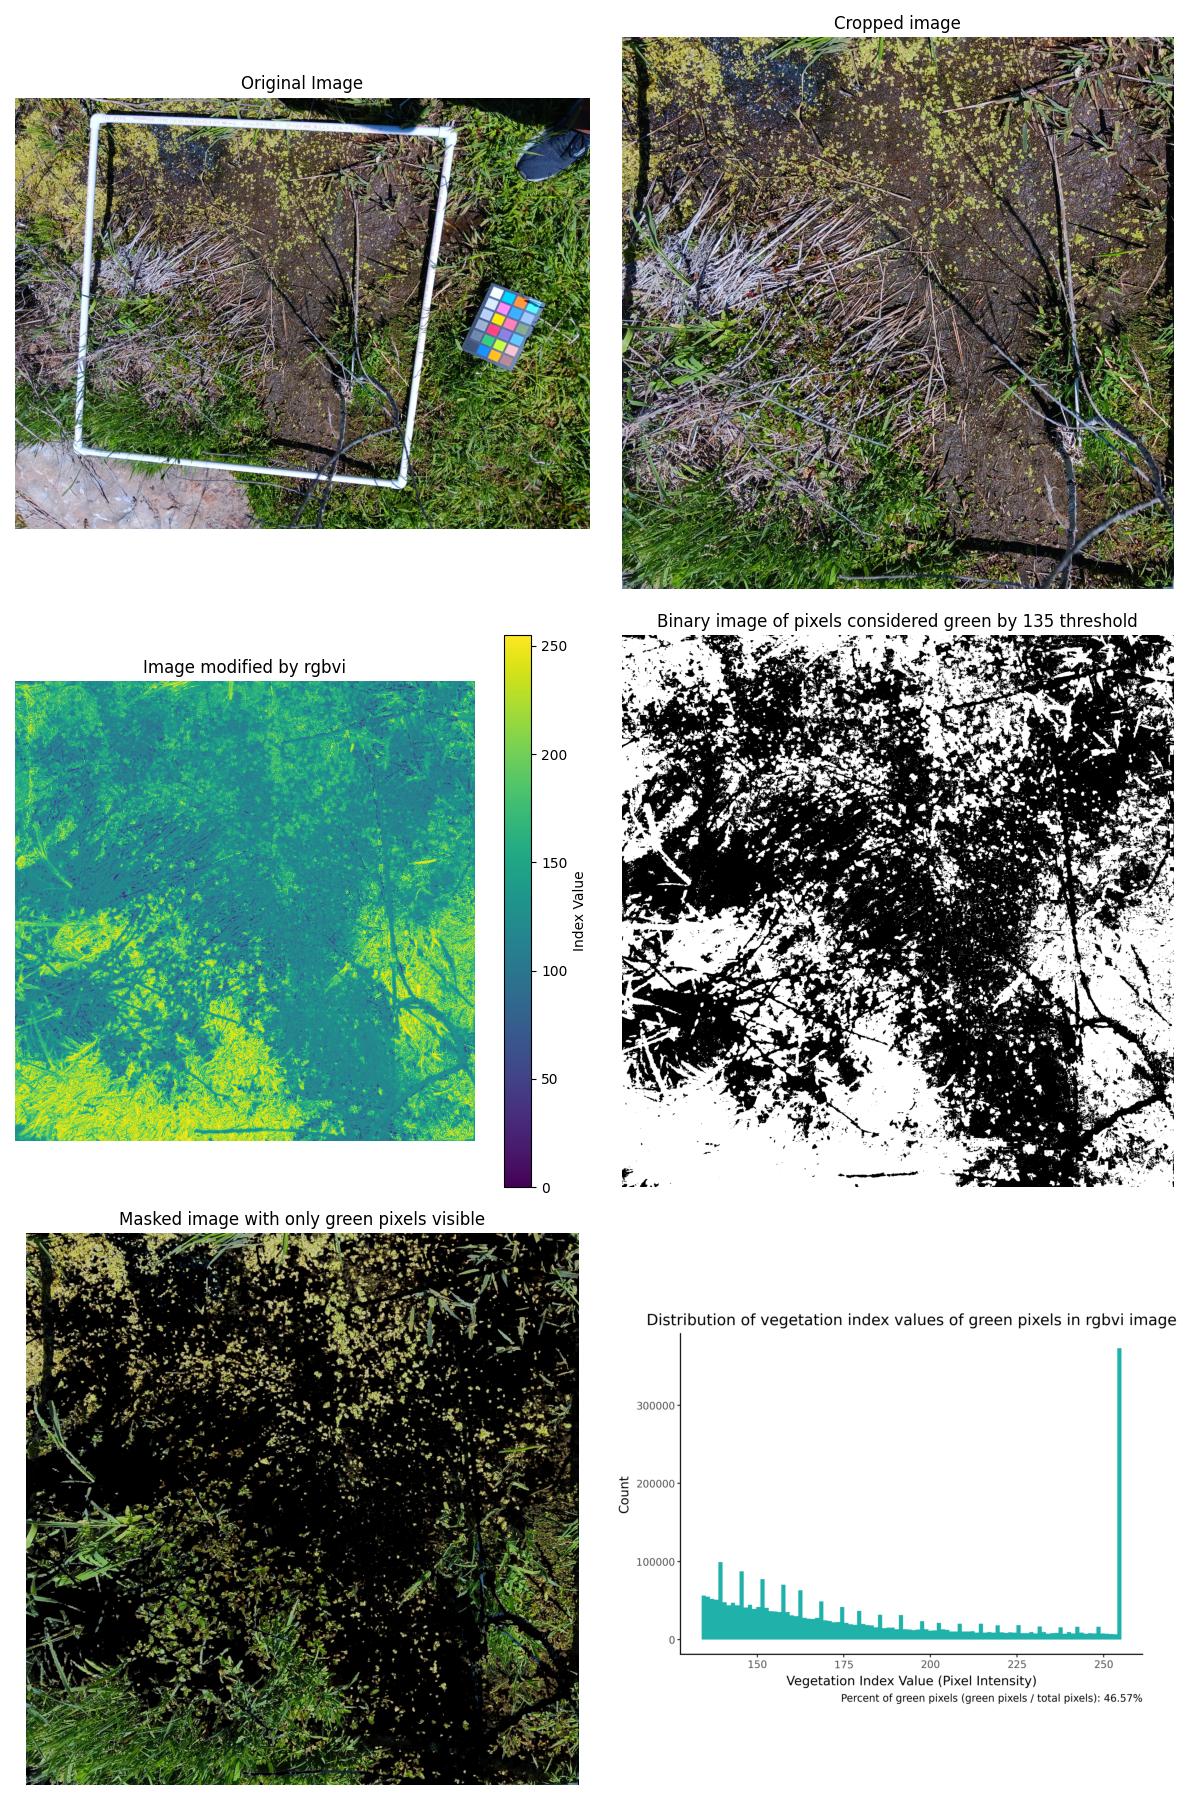 Original Image
Cropped image
Image modified by rgbvi
250
200
150
100
50
0
Index Value
Binary image of pixels considered green by 135 threshold
Masked image with only green pixels visible
Distribution of vegetation index values of green pixels in rgbvi image
Count
300000
200000
100000
0
150
175
200
225
250
Vegetation Index Value (Pixel Intensity)
Percent of green pixels (green pixels / total pixels): 46.57%